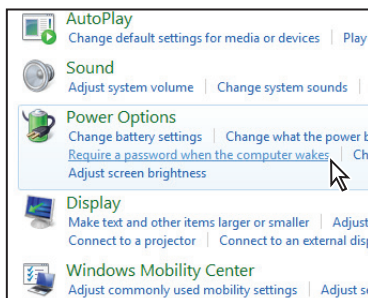 AutoPlay
Change default settings for media or devices | Play
Sound
Adjust system volume | Change system sounds |
Power Options
Change battery settings | Change what the power b
Require a password when the computer wakes | Ch
Adjust screen brightness
Display
Make text and other items larger or smaller | Adjust
Connect to a projector | Connect to an external disp
Windows Mobility Center
Adjust commonly used mobility settings | Adjust se